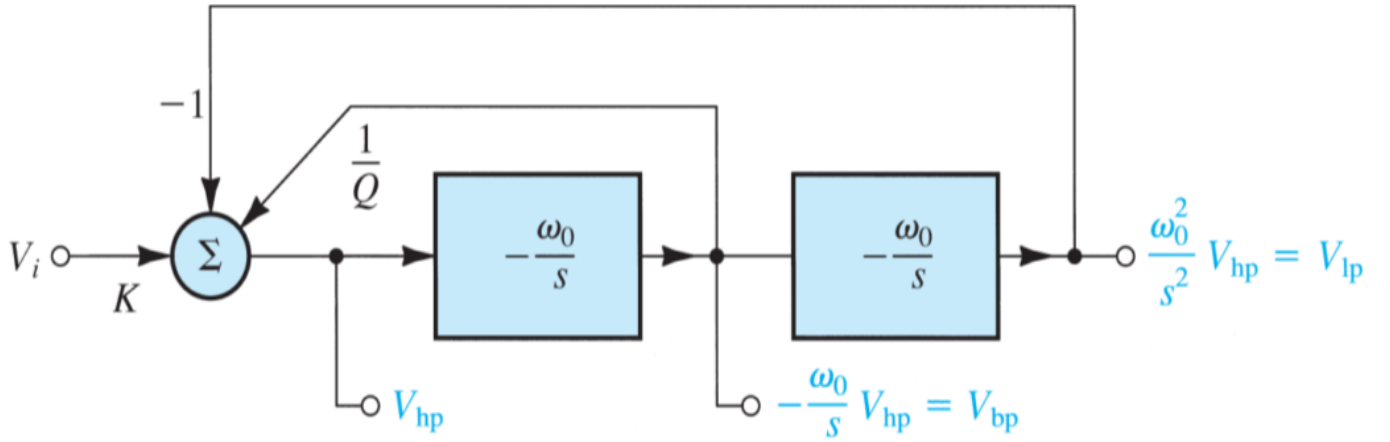 −1
1/Q
V_i
K
Σ
−ω₀/s
−ω₀/s
ω₀²/s² V_hp = V_lp
V_hp
−ω₀/s V_hp = V_bp